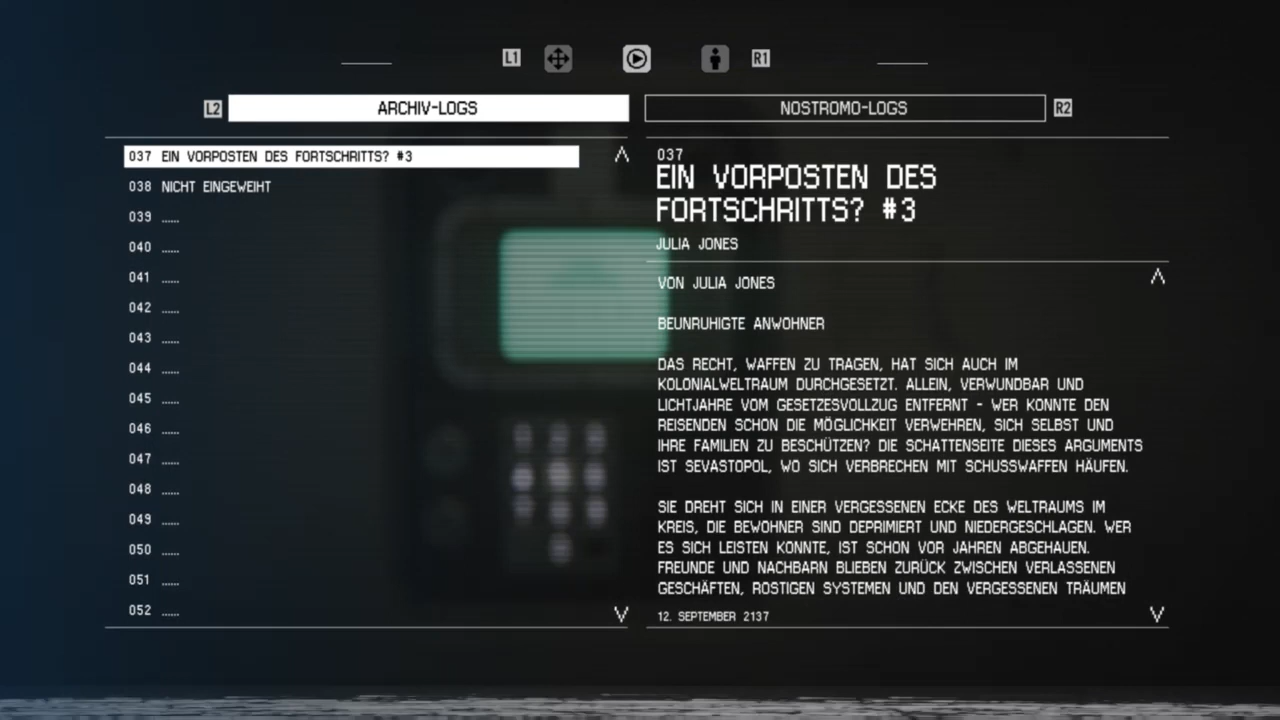 L1 R1
L2 ARCHIV-LOGS NOSTROMO-LOGS R2
037 EIN VORPOSTEN DES FORTSCHRITTS? #3
038 NICHT EINGEWEIHT
039 .....
040 .....
041 .....
042 .....
043 .....
044 .....
045 .....
046 .....
047 .....
048 .....
049 .....
050 .....
051 .....
052 .....
037
EIN VORPOSTEN DES
FORTSCHRITTS? #3
JULIA JONES
VON JULIA JONES
BEUNRUHIGTE ANWOHNER
DAS RECHT, WAFFEN ZU TRAGEN, HAT SICH AUCH IM
KOLONIALWELTRAUM DURCHGESETZT. ALLEIN, VERWUNDBAR UND
LICHTJAHRE VOM GESETZESVOLLZUG ENTFERNT - WER KONNTE DEN
REISENDEN SCHON DIE MÖGLICHKEIT VERWEHREN, SICH SELBST UND
IHRE FAMILIEN ZU BESCHÜTZEN? DIE SCHATTENSEITE DIESES ARGUMENTS
IST SEVASTOPOL, WO SICH VERBRECHEN MIT SCHUSSWAFFEN HÄUFEN.
SIE DREHT SICH IN EINER VERGESSENEN ECKE DES WELTRAUMS IM
KREIS, DIE BEWOHNER SIND DEPRIMIERT UND NIEDERGESCHLAGEN. WER
ES SICH LEISTEN KONNTE, IST SCHON VOR JAHREN ABGEHAUEN.
FREUNDE UND NACHBARN BLIEBEN ZURÜCK ZWISCHEN VERLASSENEN
GESCHÄFTEN, ROSTIGEN SYSTEMEN UND DEN VERGESSENEN TRÄUMEN
12. SEPTEMBER 2137